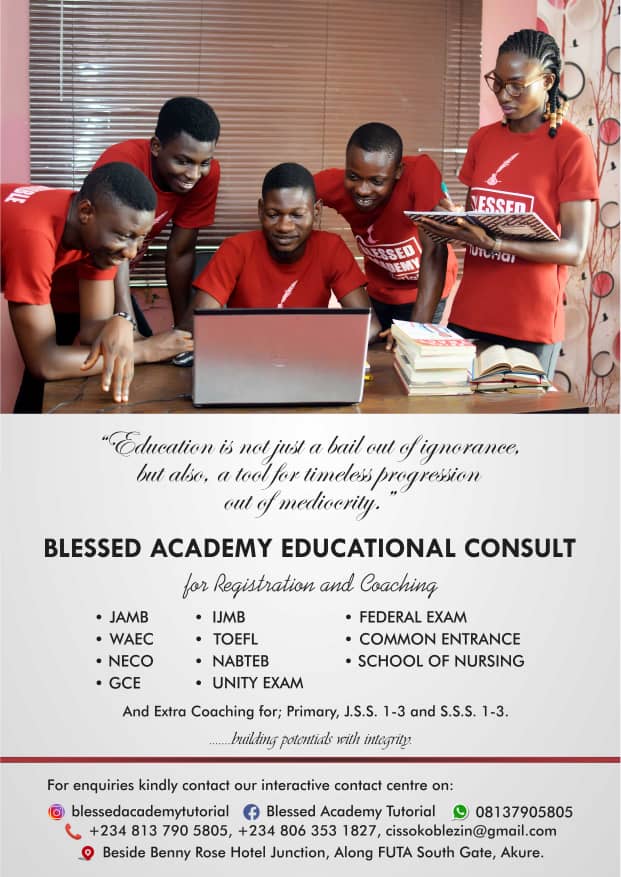 BLE
BLESSED
ACADEMY
torial
BLESSED
Tutorial
“Education is not just a bail out of ignorance,
but also, a tool for timeless progression
out of mediocrity.”
BLESSED ACADEMY EDUCATIONAL CONSULT
for Registration and Coaching
• JAMB • IJMB • FEDERAL EXAM
• WAEC • TOEFL • COMMON ENTRANCE
• NECO • NABTEB • SCHOOL OF NURSING
• GCE • UNITY EXAM
And Extra Coaching for; Primary, J.S.S. 1-3 and S.S.S. 1-3.
.......building potentials with integrity.
For enquiries kindly contact our interactive contact centre on:
blessedacademytutorial Blessed Academy Tutorial 08137905805
+234 813 790 5805, +234 806 353 1827, cissokoblezin@gmail.com
Beside Benny Rose Hotel Junction, Along FUTA South Gate, Akure.